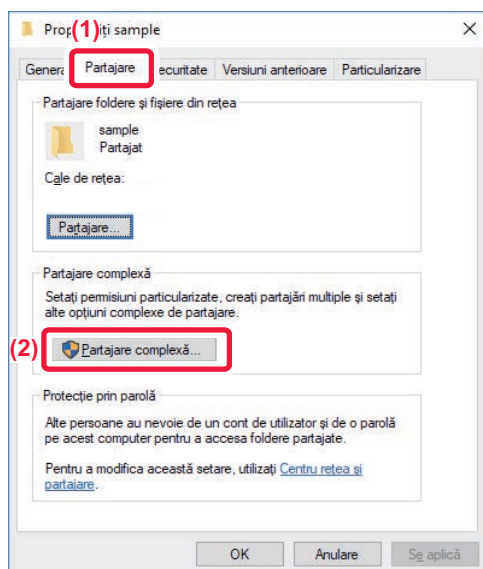 (1)
Prop iți sample
Genera Partajare ecuritate Versiuni anterioare Particularizare
Partajare foldere și fișiere din rețea
sample
Partajat
Cale de rețea:
Partajare...
Partajare complexă
Setați permisiuni particularizate, creați partajări multiple și setați
alte opțiuni complexe de partajare.
(2)
Partajare complexă...
Protecție prin parolă
Alte persoane au nevoie de un cont de utilizator și de o parolă
pe acest computer pentru a accesa foldere partajate.
Pentru a modifica această setare, utilizați Centru rețea și
partajare.
OK Anulare Se aplică